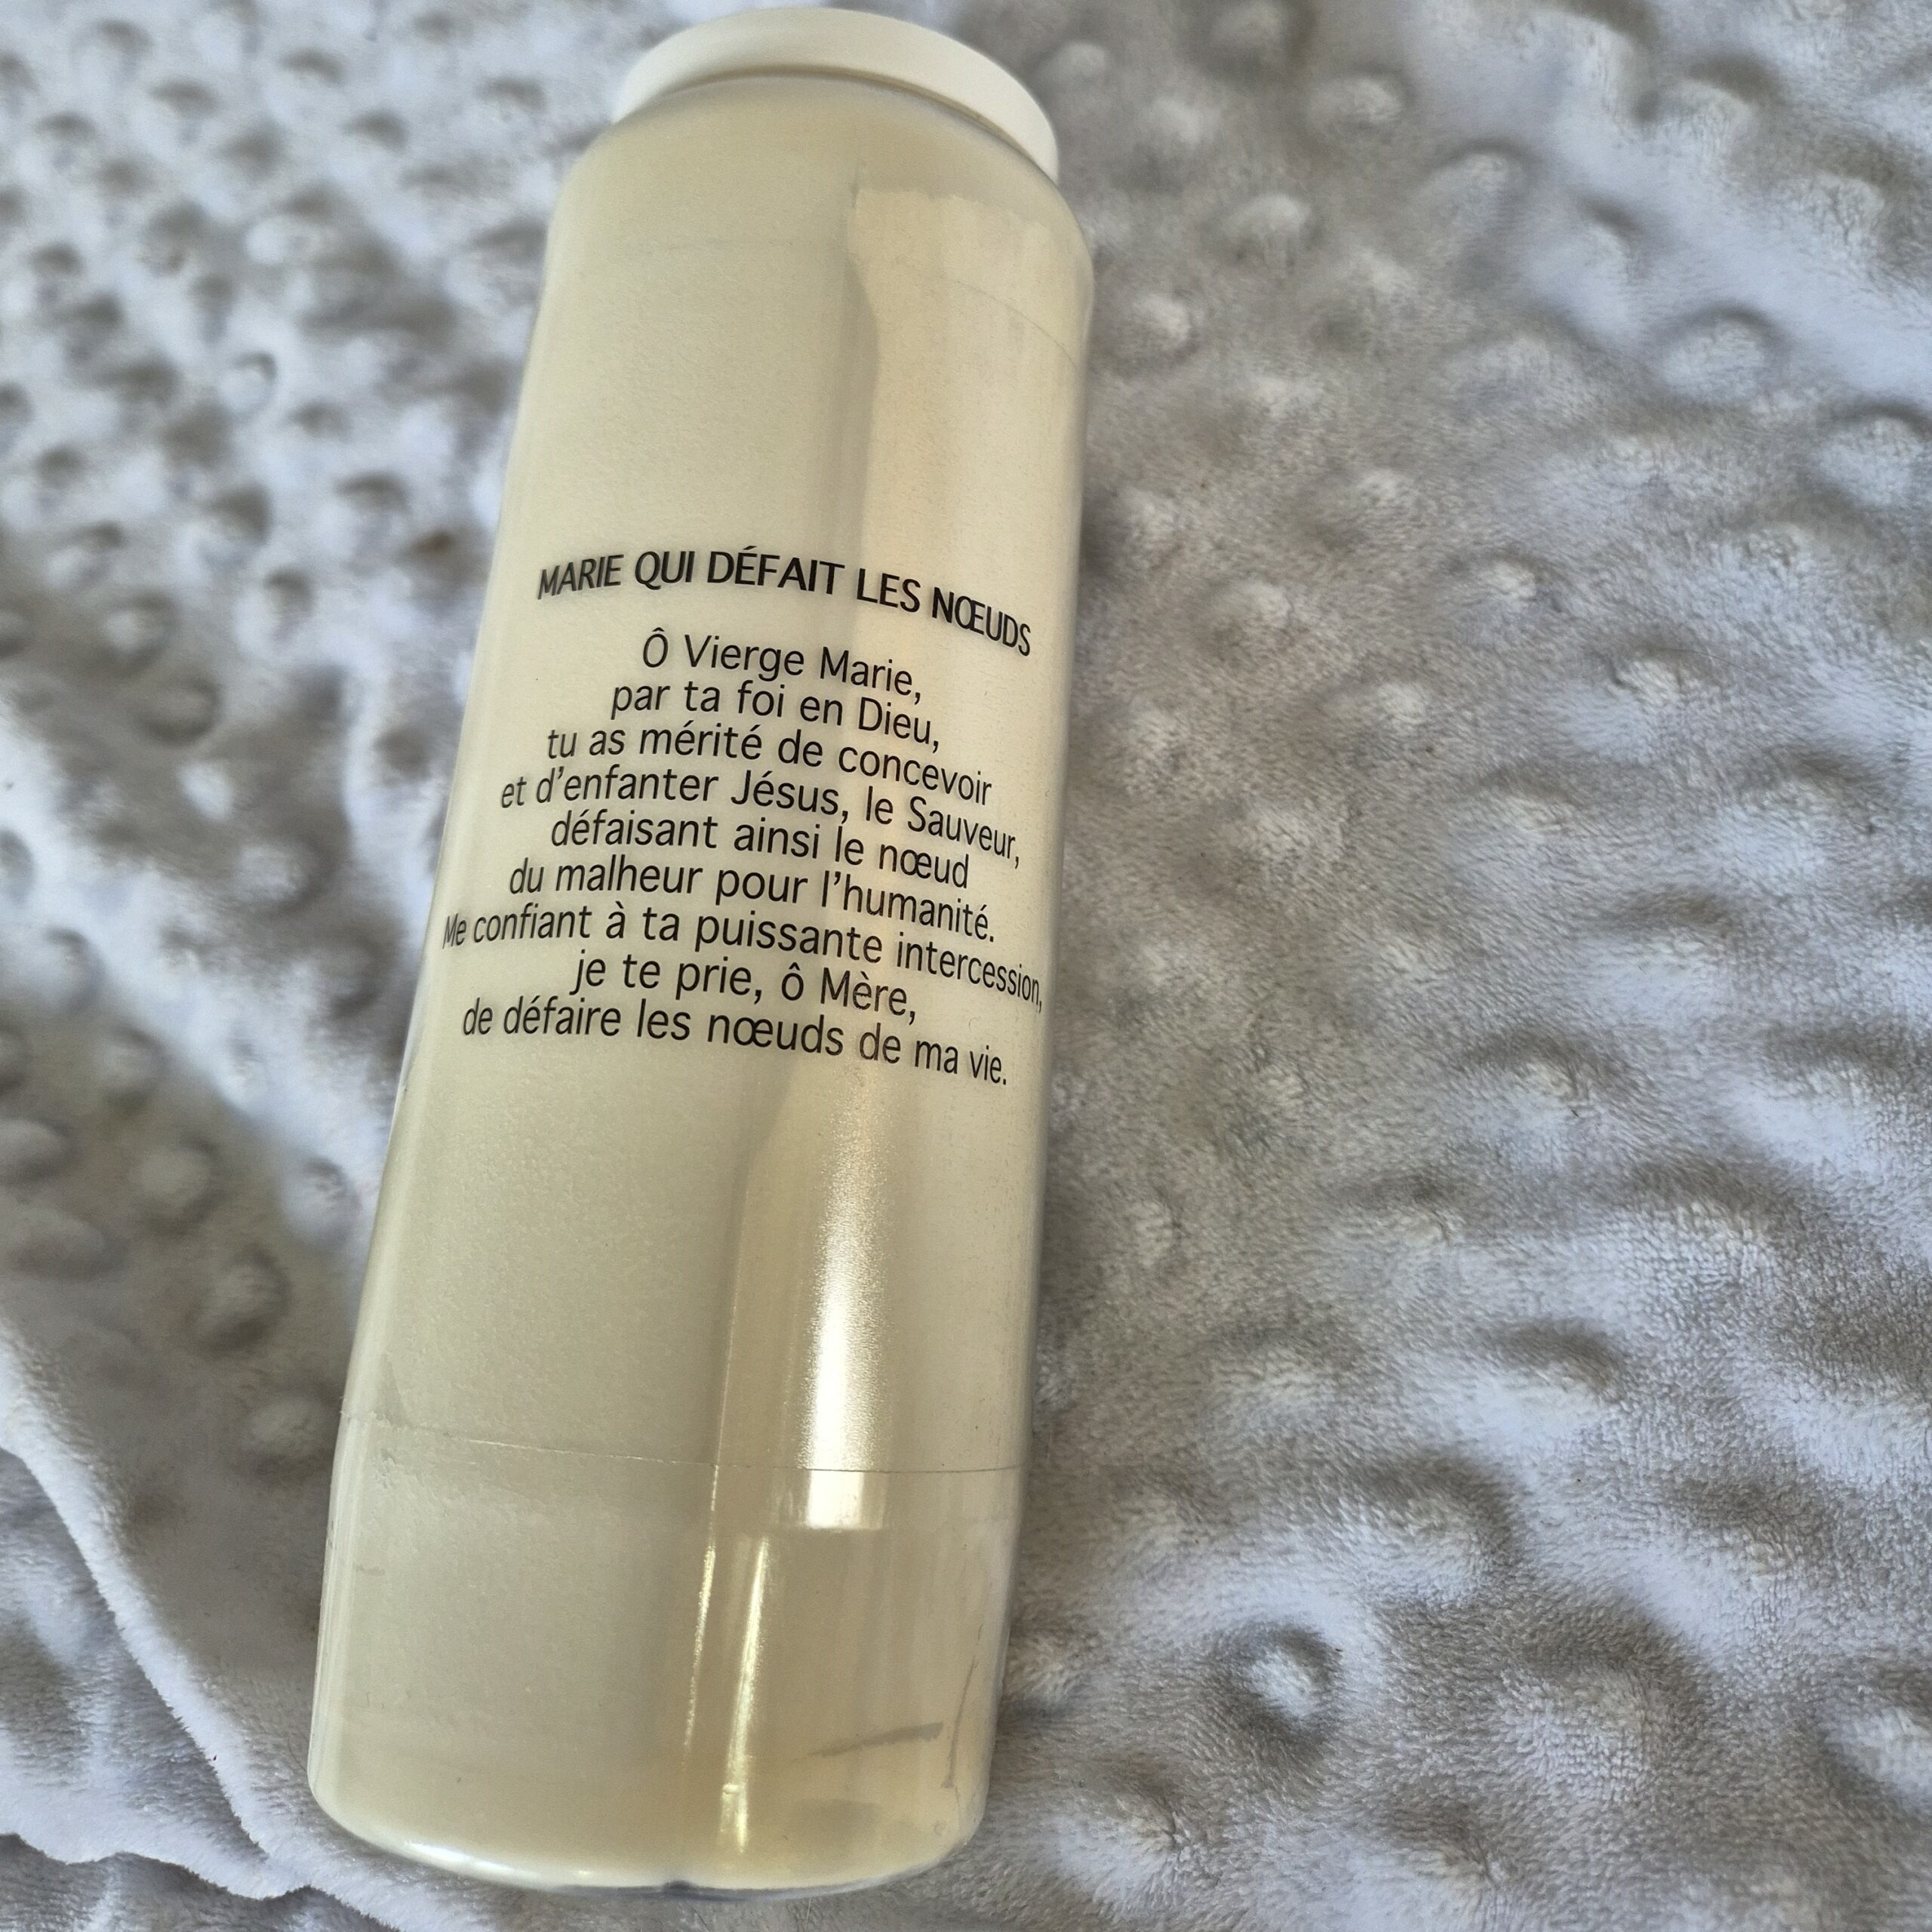 MARIE QUI DÉFAIT LES NŒUDS
Ô Vierge Marie,
par ta foi en Dieu,
tu as mérité de concevoir
et d'enfanter Jésus, le Sauveur,
défaisant ainsi le nœud
du malheur pour l'humanité.
Me confiant à ta puissante intercession,
je te prie, ô Mère,
de défaire les nœuds de ma vie.